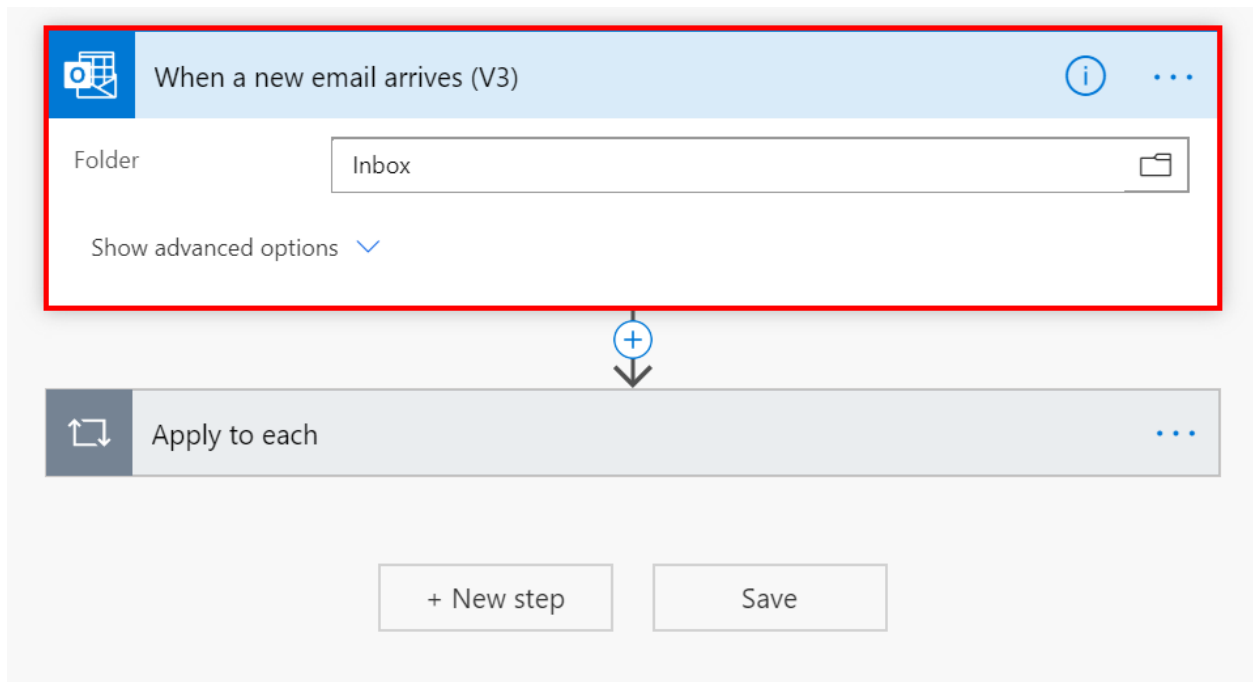 When a new email arrives (V3)
Folder
Inbox
Show advanced options
Apply to each
+ New step
Save